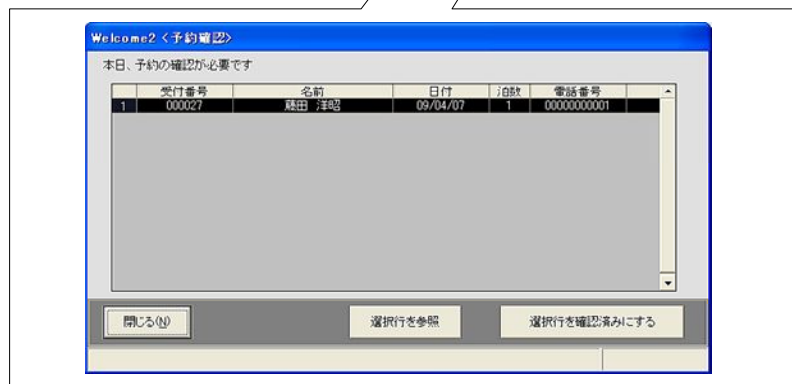 Welcome2 <予約確認>
本日、予約の確認が必要です
受付番号 名前 日付 泊数 電話番号
1 000027 藤田 洋昭 09/04/07 1 00000000001
閉じる(N) 選択行を参照 選択行を確認済みにする